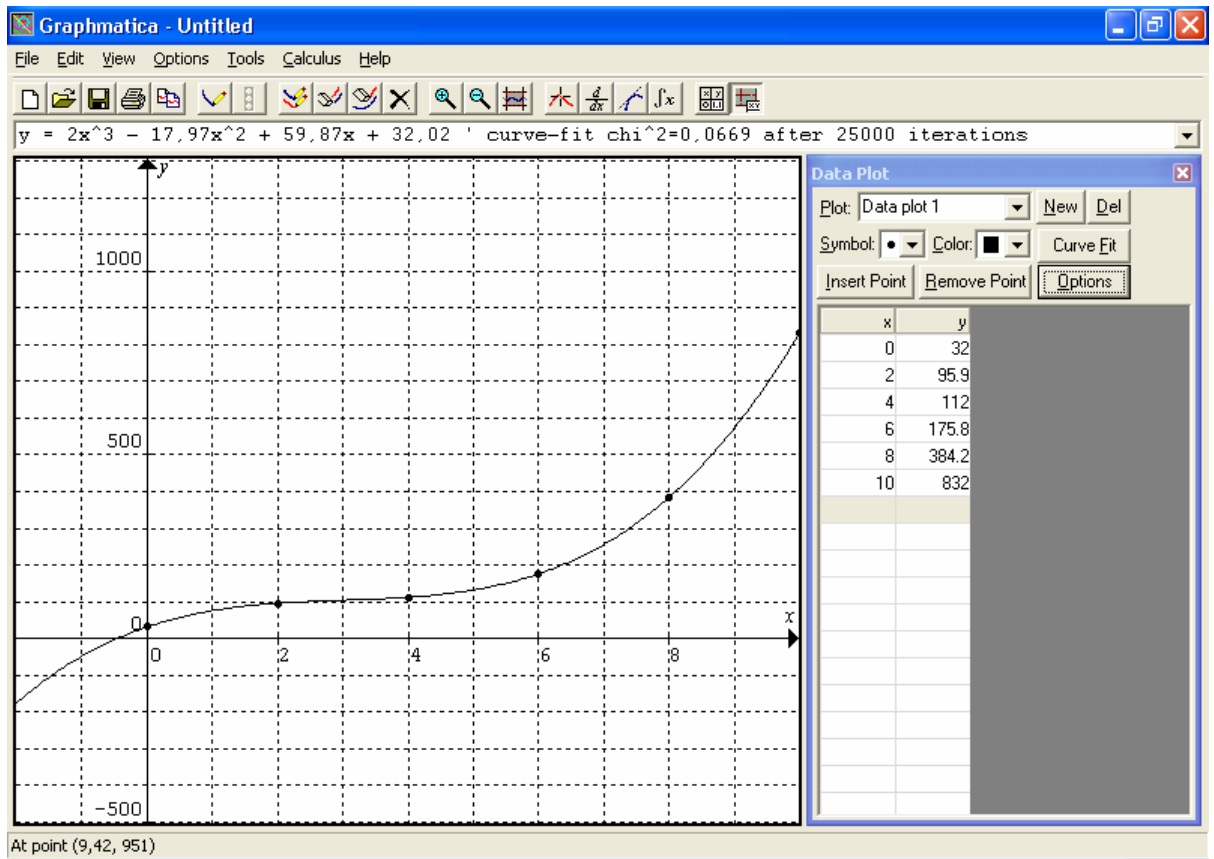 Graphmatica - Untitled
File Edit View Options Tools Calculus Help
y = 2x^3 - 17,97x^2 + 59,87x + 32,02 ' curve-fit chi^2=0,0669 after 25000 iterations
y
1000
500
0
x
0 2 4 6 8
-500
Data Plot
Plot: Data plot 1 New Del
Symbol: Color: Curve Fit
Insert Point Remove Point Options
x y
0 32
2 95.9
4 112
6 175.8
8 384.2
10 832
At point (9,42, 951)